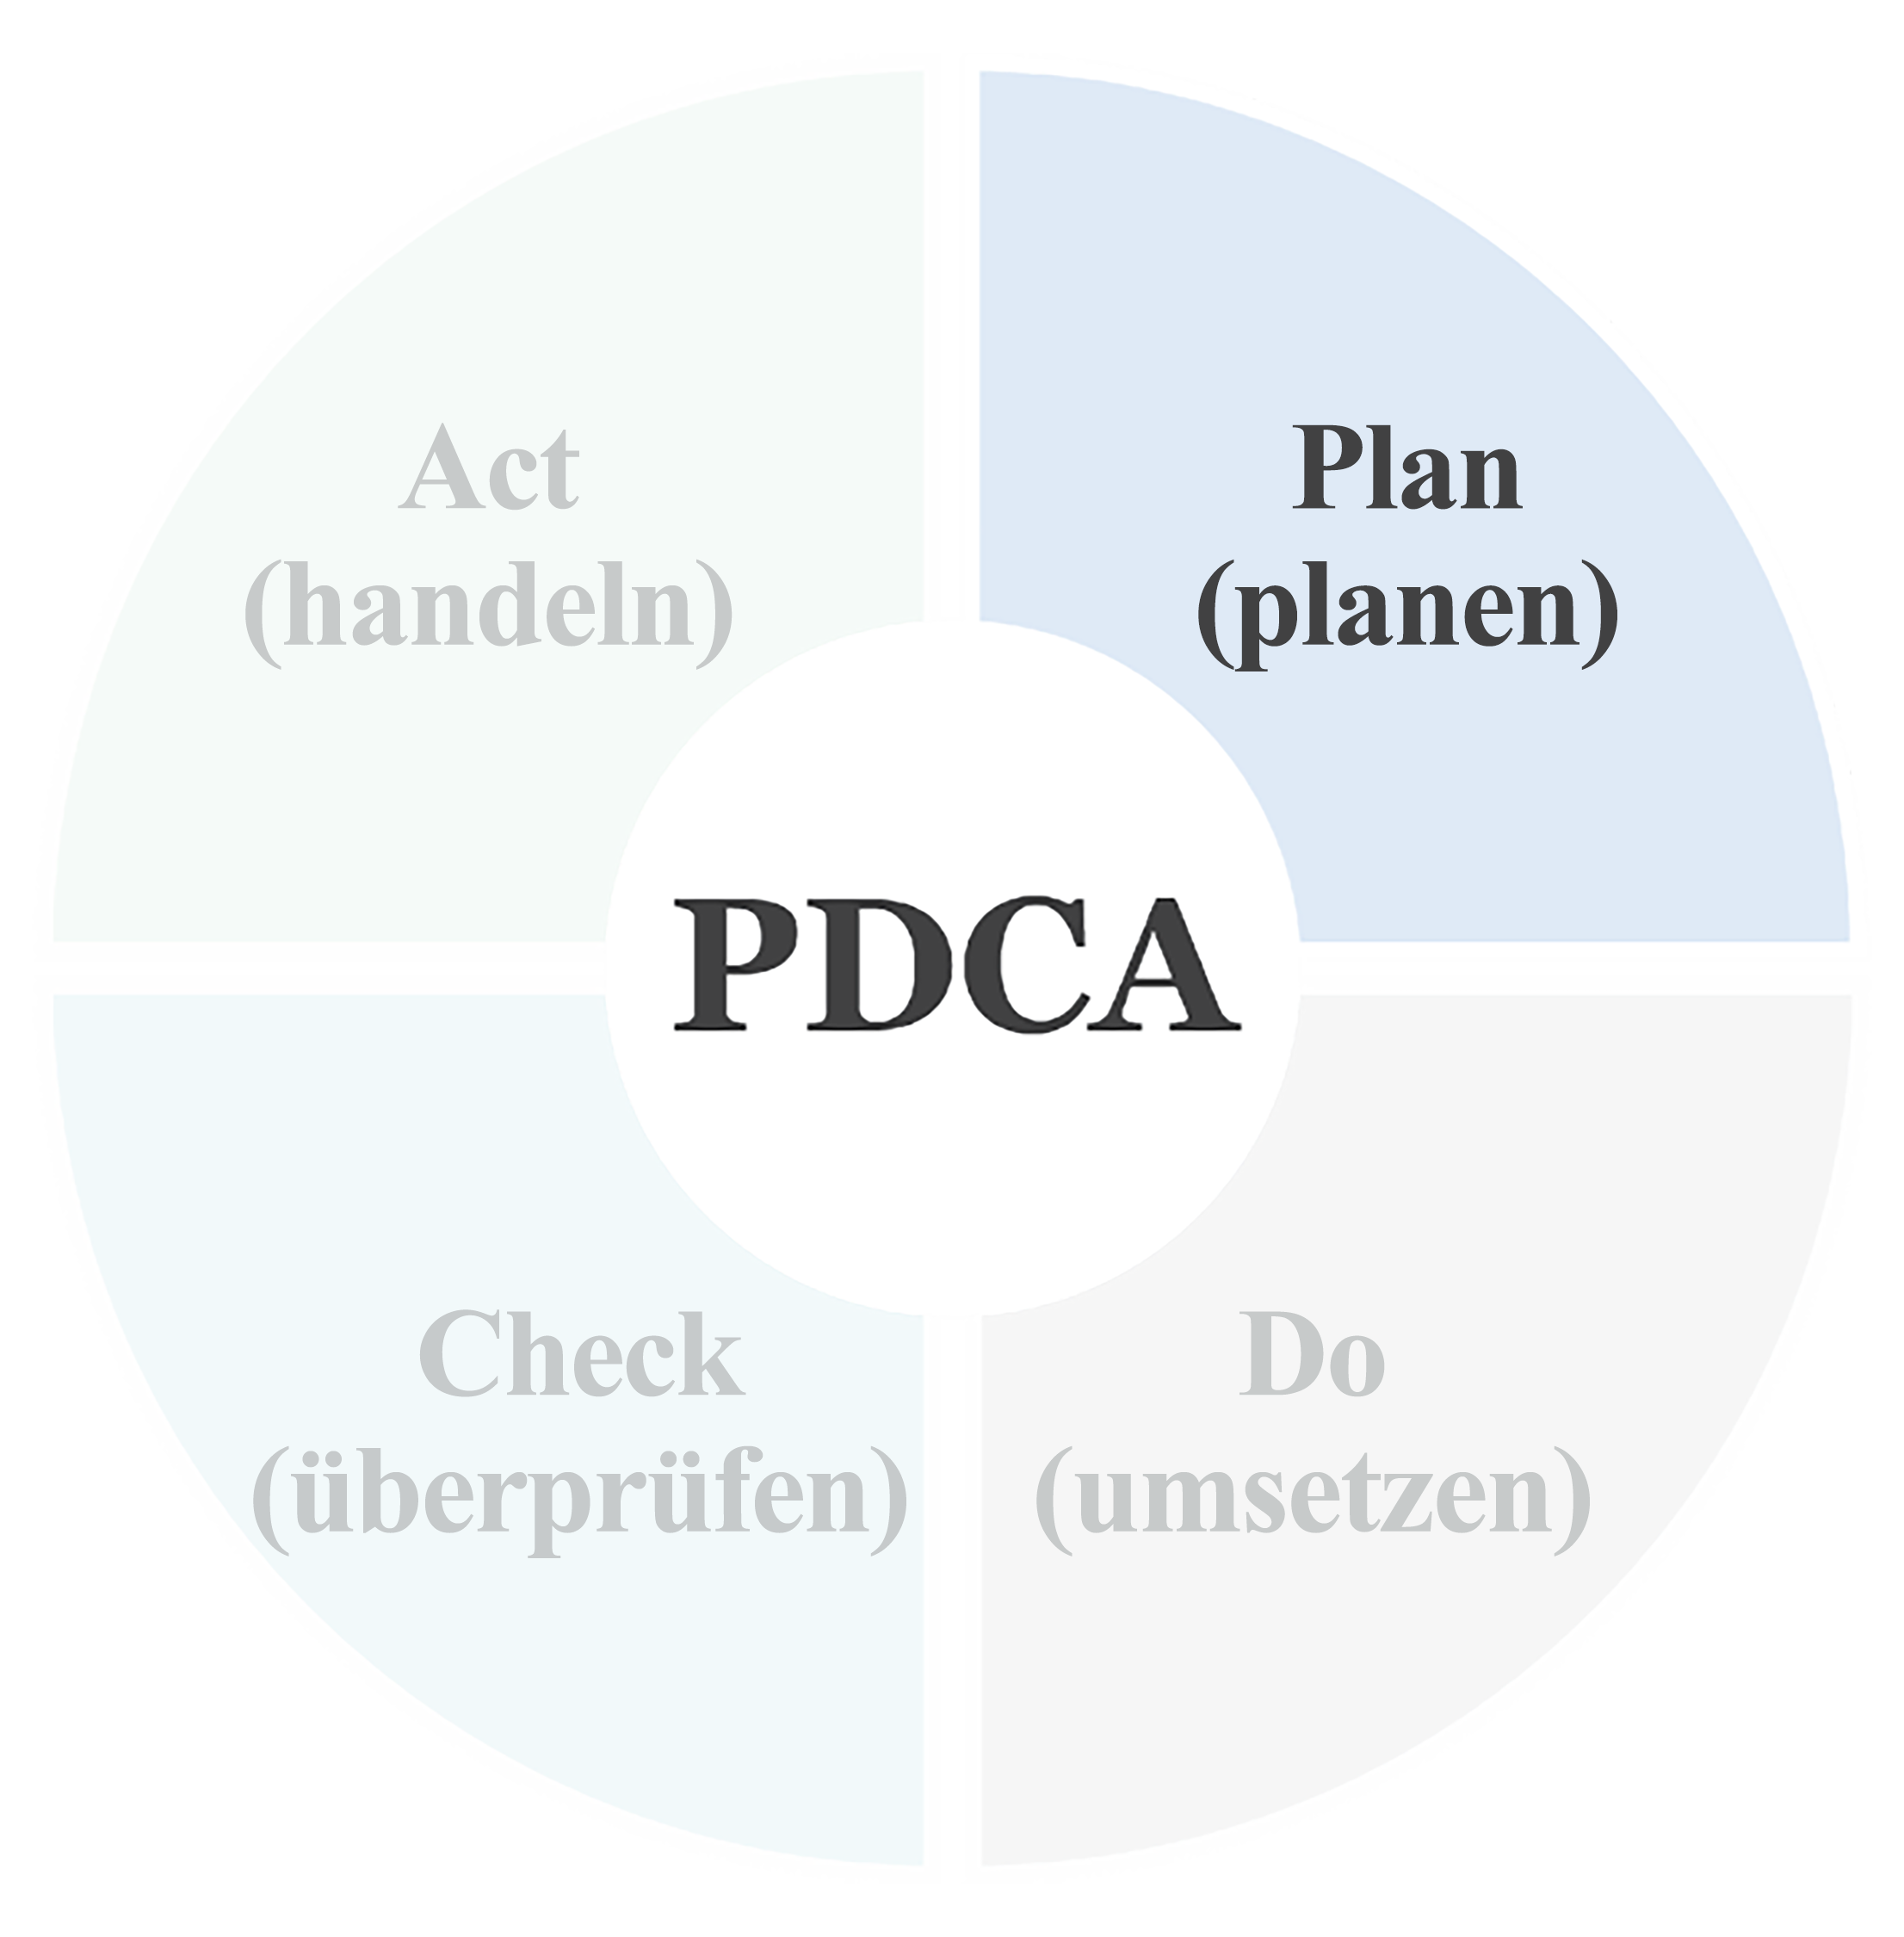 Act
(handeln)
Plan
(planen)
PDCA
Check
(überprüfen)
Do
(umsetzen)